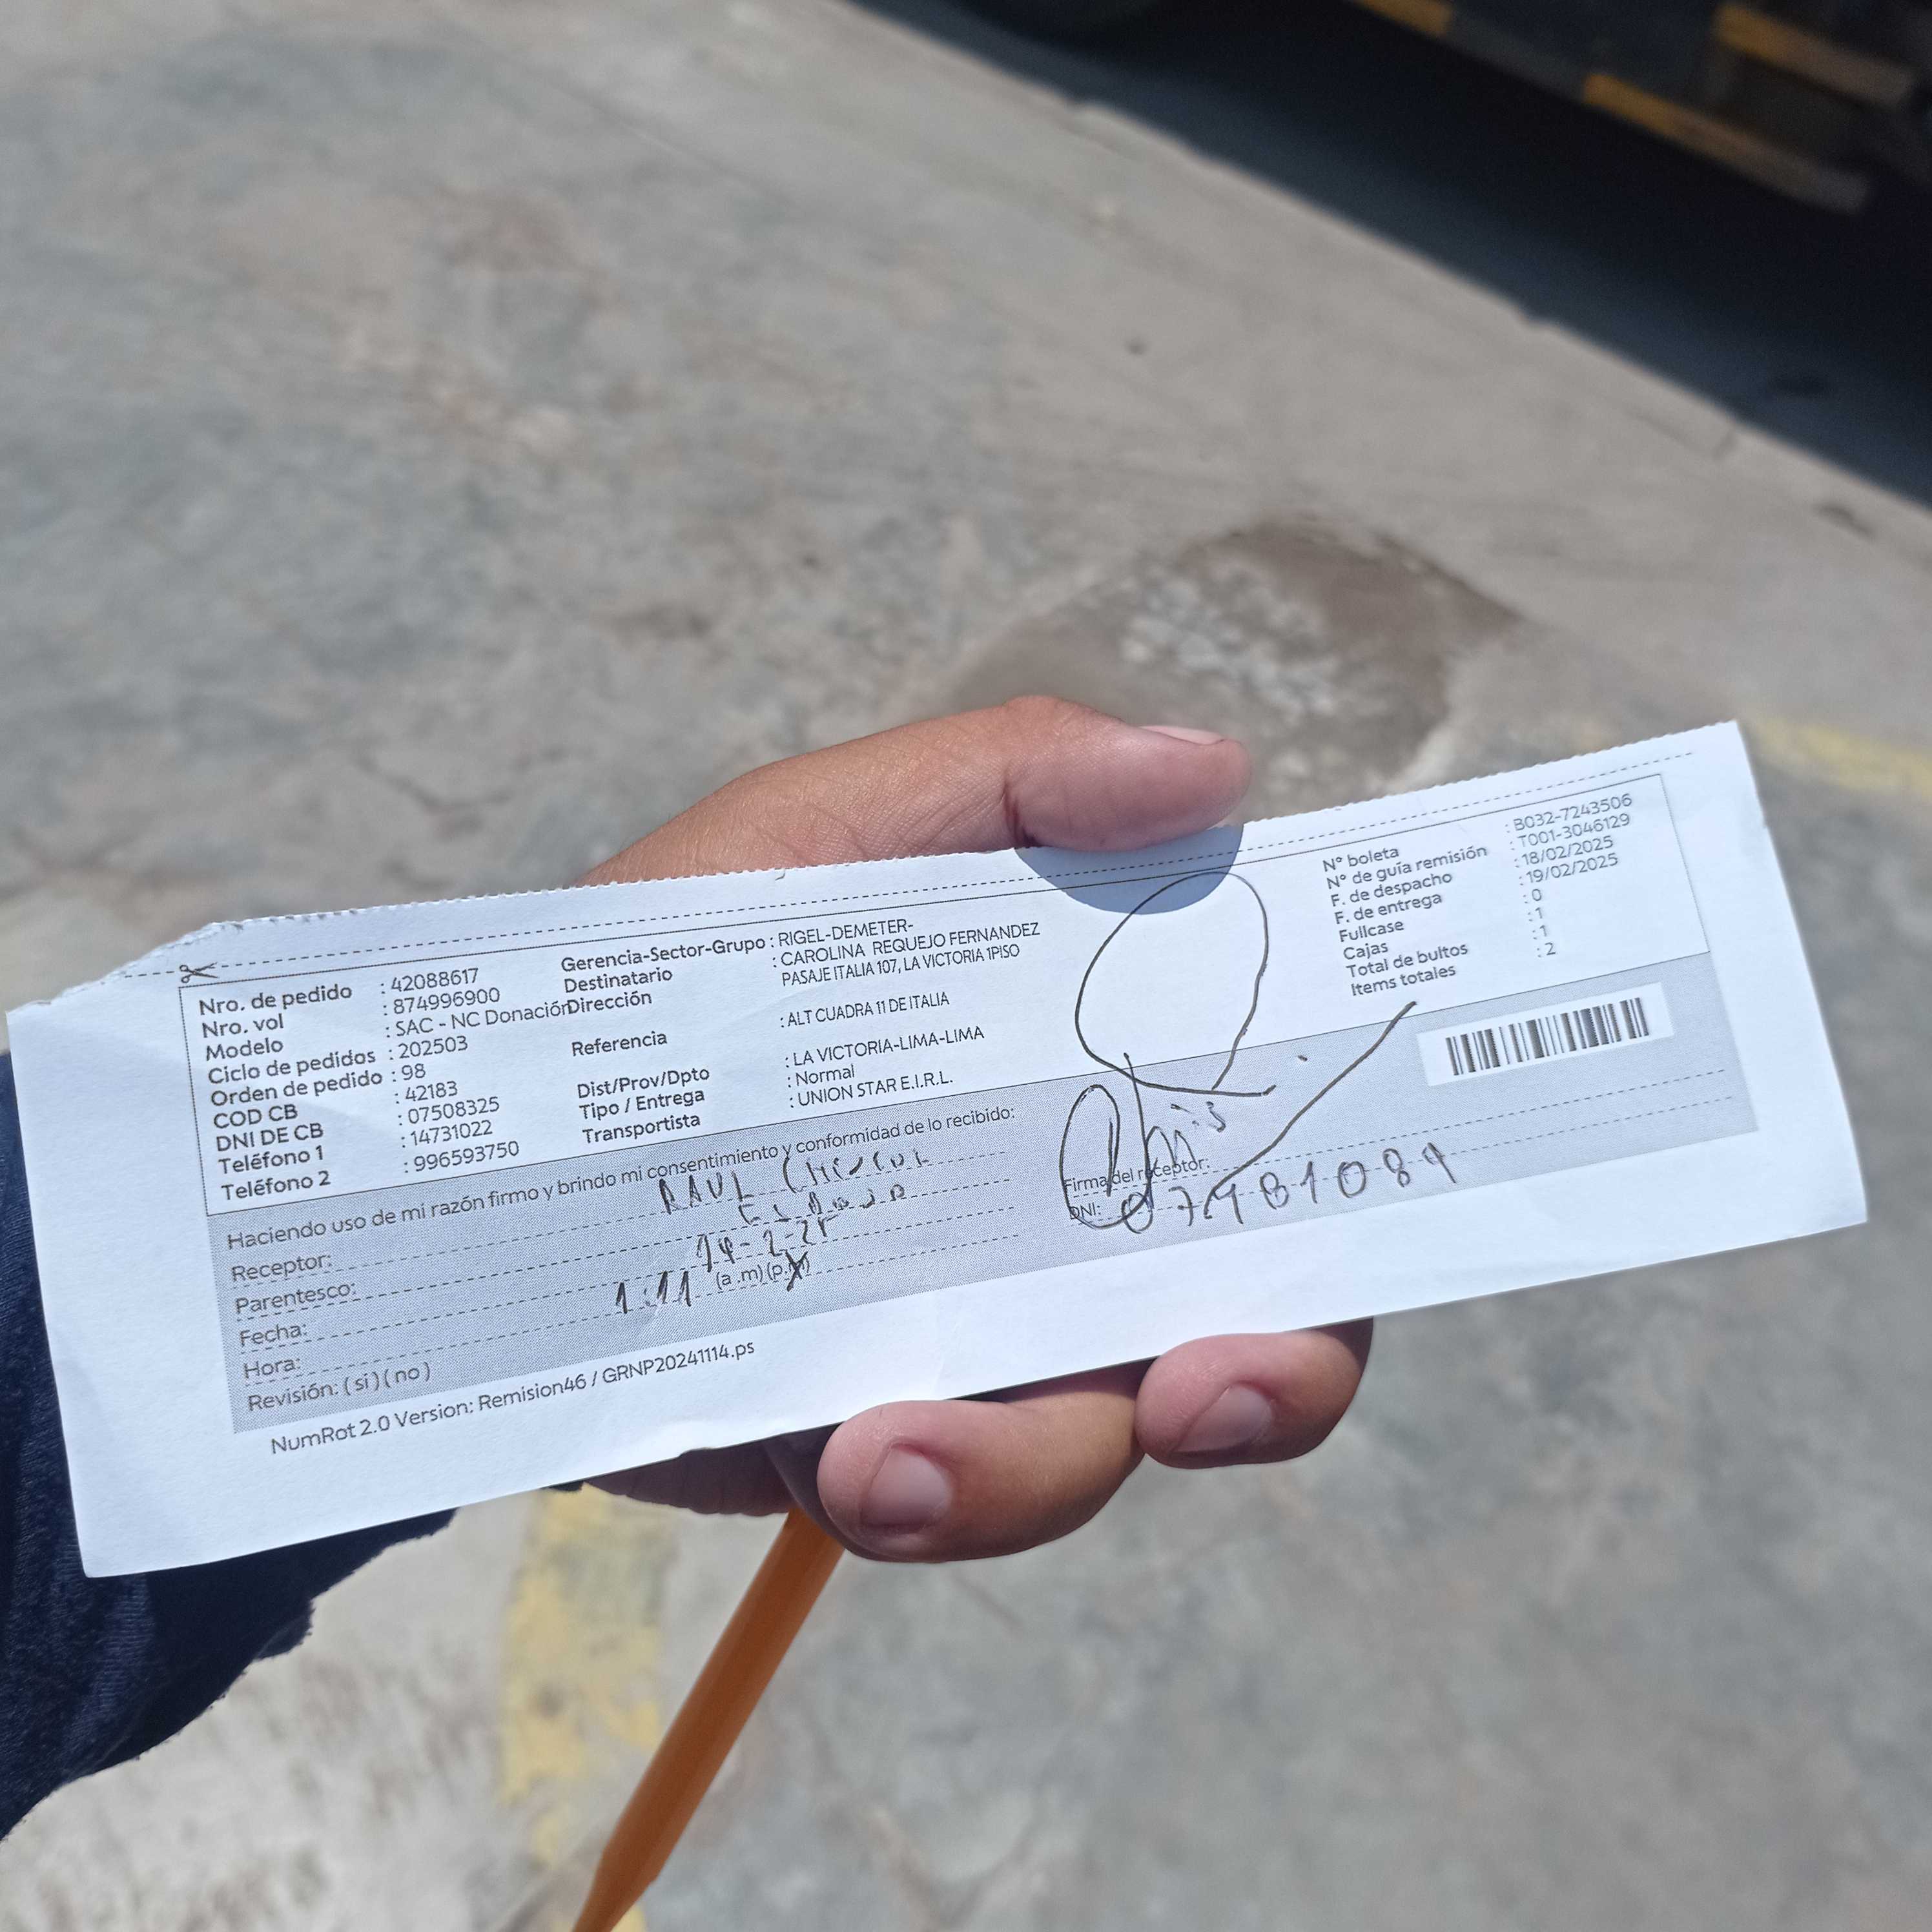 Nro. de pedido : 42088617
Nro. vol : 874996900
Modelo : SAC - NC Donación
Ciclo de pedidos : 202503
Orden de pedido : 98
COD CB : 42183
DNI DE CB : 07508325
Teléfono 1 : 14731022
Teléfono 2 : 996593750
Gerencia-Sector-Grupo : RIGEL-DEMETER-
Destinatario : CAROLINA REQUEJO FERNANDEZ
Dirección PASAJE ITALIA 107, LA VICTORIA 1PISO
Referencia : ALT CUADRA 11 DE ITALIA
Dist/Prov/Dpto : LA VICTORIA-LIMA-LIMA
Tipo / Entrega : Normal
Transportista : UNION STAR E.I.R.L.
N° boleta : B032-7243506
N° de guía remisión : T001-3046129
F. de despacho : 18/02/2025
F. de entrega : 19/02/2025
Fullcase : 0
Cajas : 1
Total de bultos : 1
Items totales : 2
Haciendo uso de mi razón firmo y brindo mi consentimiento y conformidad de lo recibido:
Receptor: RAUL
Parentesco:
Fecha:
Hora: 1:11 (a.m) (p.m)
Revisión: ( si ) ( no )
Firma del receptor:
DNI:
NumRot 2.0 Version: Remision46 / GRNP20241114.ps